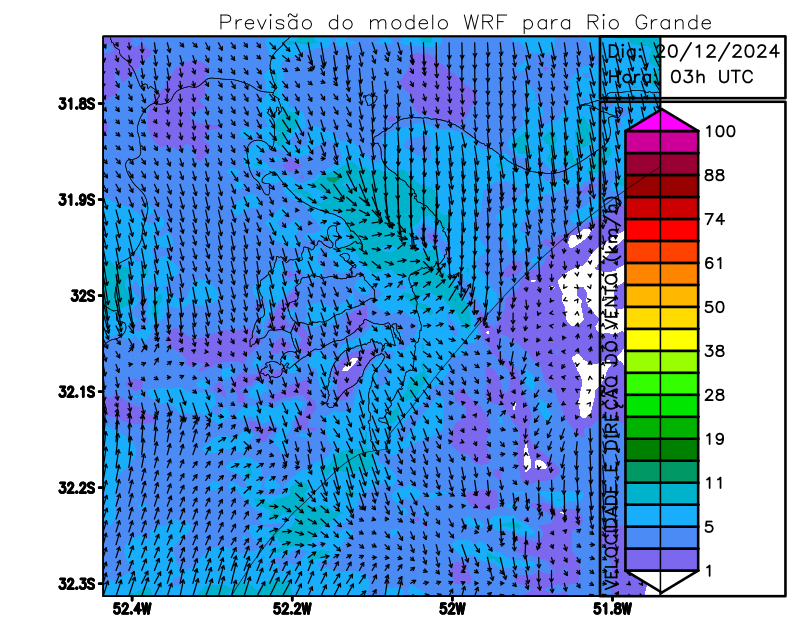 Previsão do modelo WRF para Rio Grande
Dia: 20/12/2024
Hora: 03h UTC
31.8S
31.9S
32S
32.1S
32.2S
32.3S
52.4W
52.2W
52W
51.8W
VELOCIDADE E DIREÇÃO DO VENTO (km/h)
100
88
74
61
50
38
28
19
11
5
1